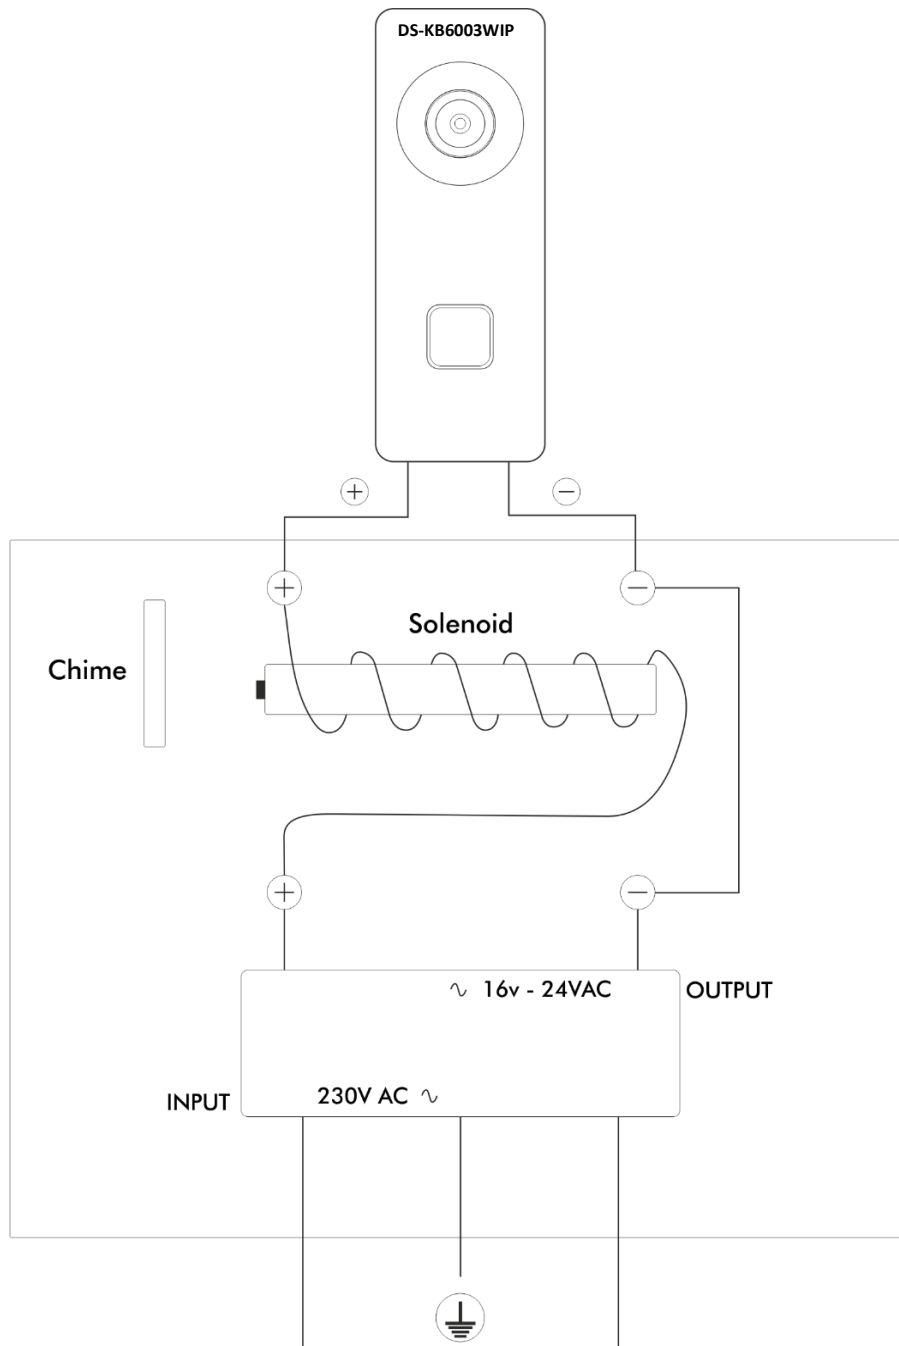 DS-KB6003WIP
+ −
+ −
Solenoid
Chime
+ −
∿ 16v - 24VAC OUTPUT
INPUT 230V AC ∿